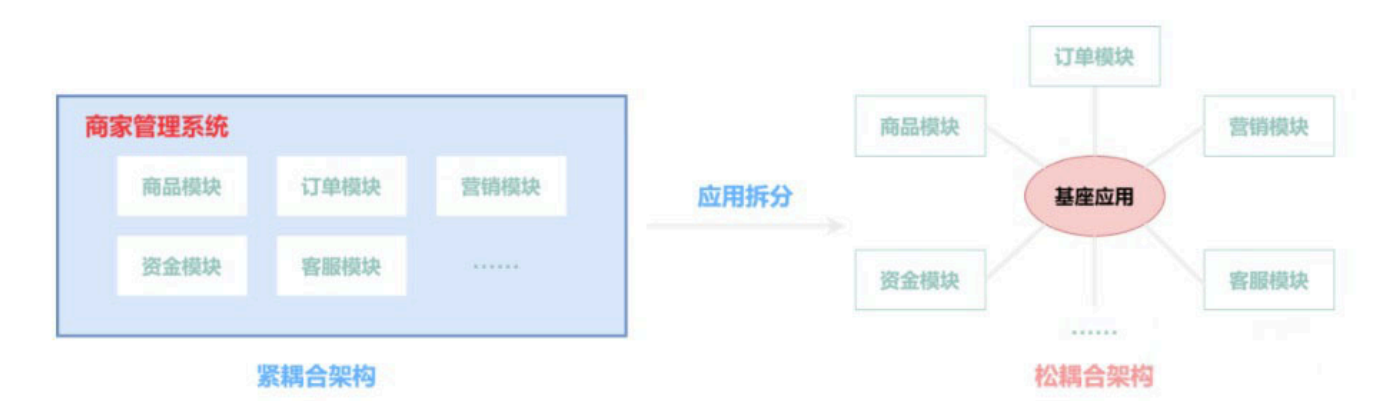 商家管理系统
商品模块
订单模块
营销模块
资金模块
客服模块
......
紧耦合架构
应用拆分
订单模块
商品模块
营销模块
基座应用
资金模块
客服模块
......
松耦合架构